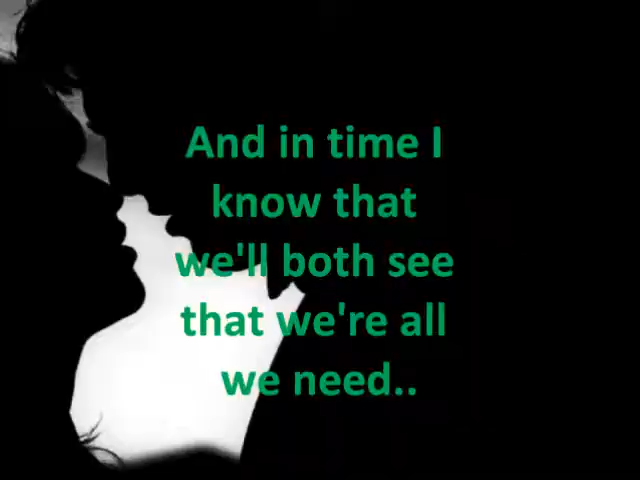 And in time I
know that
we'll both see
that we're all
we need..